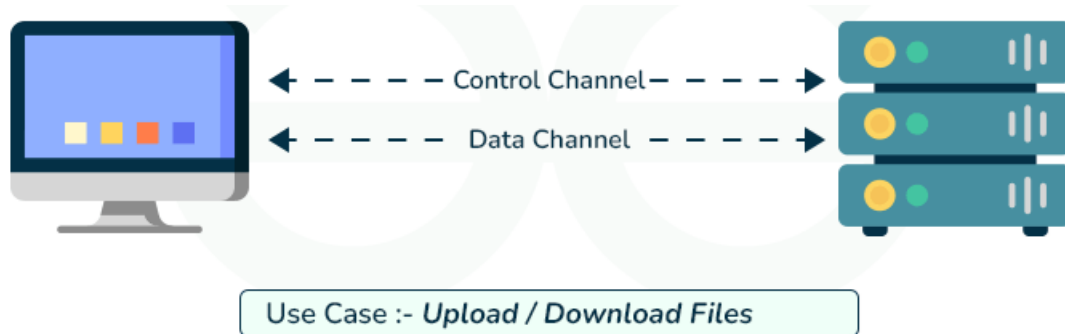 Control Channel
Data Channel
Use Case :- Upload / Download Files